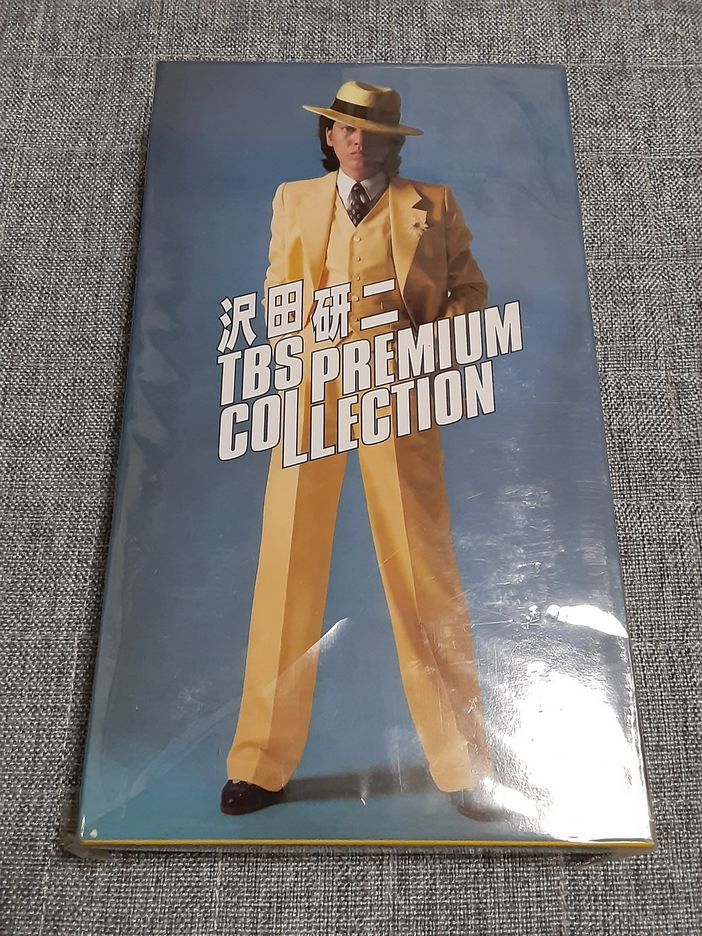 沢田研二
TBS PREMIUM
COLLECTION